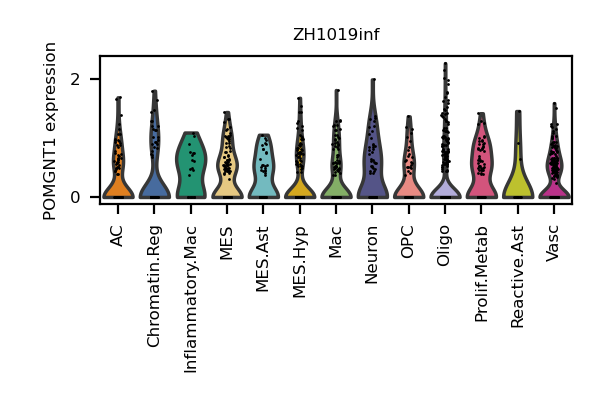 ZH1019inf
POMGNT1 expression
2
0
AC
Chromatin.Reg
Inflammatory.Mac
MES
MES.Ast
MES.Hyp
Mac
Neuron
OPC
Oligo
Prolif.Metab
Reactive.Ast
Vasc